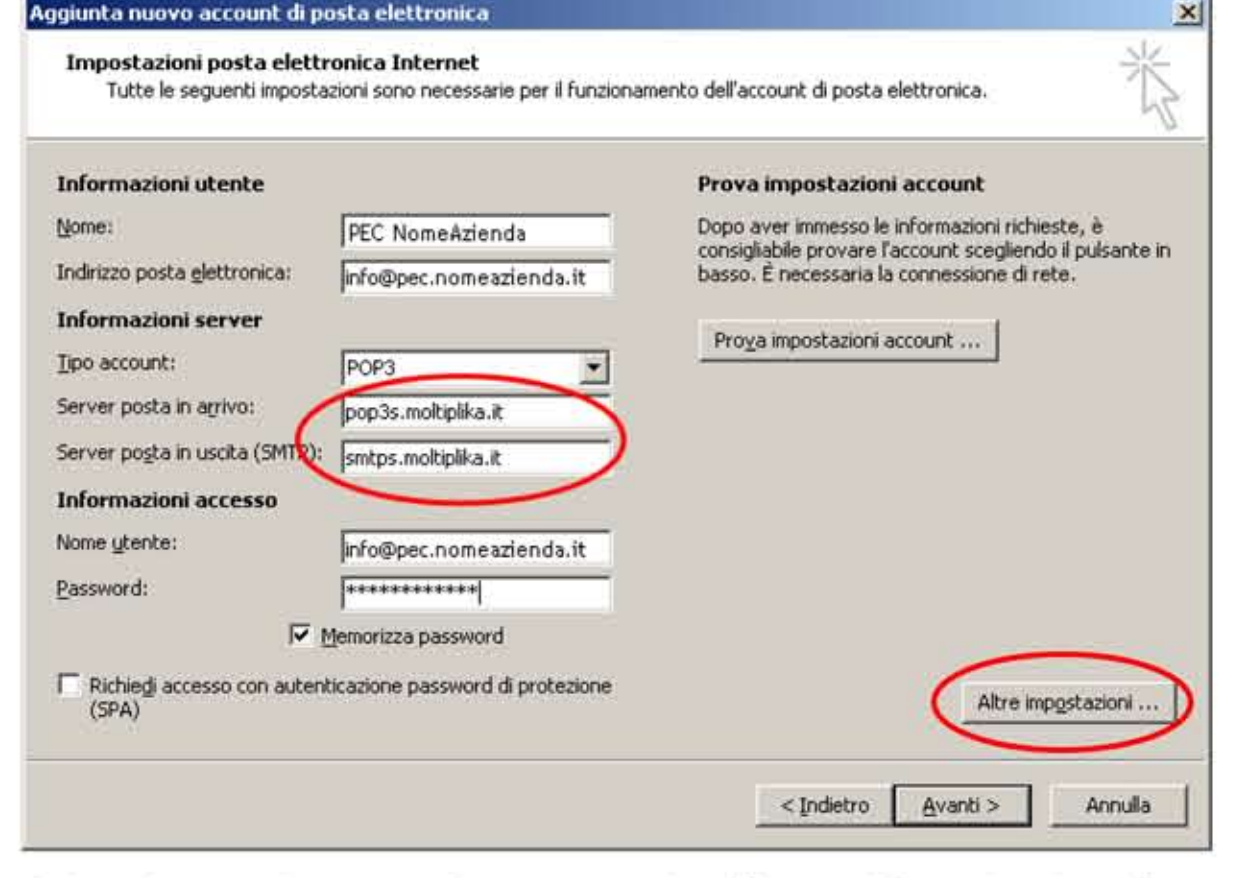 Aggiunta nuovo account di posta elettronica
Impostazioni posta elettronica Internet
Tutte le seguenti impostazioni sono necessarie per il funzionamento dell'account di posta elettronica.
Informazioni utente
Nome:
PEC NomeAzienda
Indirizzo posta elettronica:
info@pec.nomeazienda.it
Informazioni server
Tipo account:
POP3
Server posta in arrivo:
pop3s.moltiplika.it
Server posta in uscita (SMTP):
smtps.moltiplika.it
Informazioni accesso
Nome utente:
info@pec.nomeazienda.it
Password:
************
Memorizza password
Richiedi accesso con autenticazione password di protezione
(SPA)
Prova impostazioni account
Dopo aver immesso le informazioni richieste, è
consigliabile provare l'account scegliendo il pulsante in
basso. È necessaria la connessione di rete.
Prova impostazioni account ...
Altre impostazioni ...
< Indietro
Avanti >
Annulla